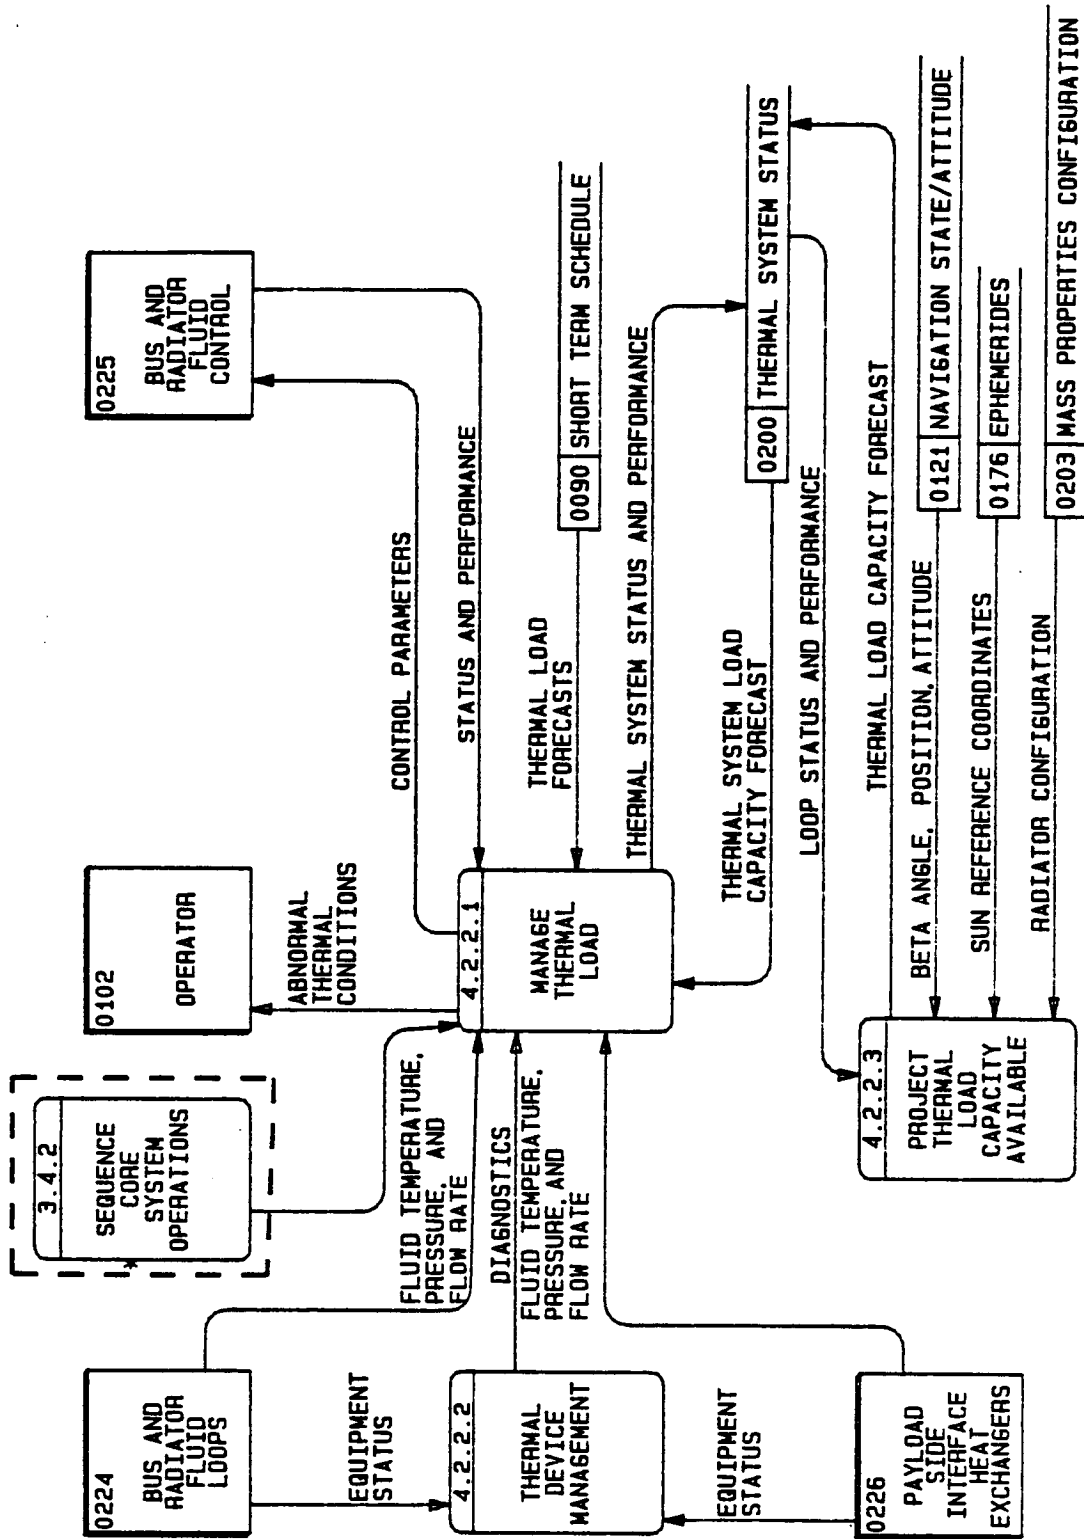 0224
BUS AND
RADIATOR
FLUID
LOOPS
3.4.2
SEQUENCE
CORE
SYSTEM
OPERATIONS
*
0102
OPERATOR
0225
BUS AND
RADIATOR
FLUID
CONTROL
EQUIPMENT
STATUS
FLUID TEMPERATURE,
PRESSURE, AND
FLOW RATE
ABNORMAL
THERMAL
CONDITIONS
CONTROL PARAMETERS
STATUS AND PERFORMANCE
4.2.2.2
THERMAL
DEVICE
MANAGEMENT
DIAGNOSTICS
FLUID TEMPERATURE,
PRESSURE, AND
FLOW RATE
4.2.2.1
MANAGE
THERMAL
LOAD
THERMAL LOAD
FORECASTS
0090 SHORT TERM SCHEDULE
THERMAL SYSTEM STATUS AND PERFORMANCE
EQUIPMENT
STATUS
THERMAL SYSTEM LOAD
CAPACITY FORECAST
0200 THERMAL SYSTEM STATUS
LOOP STATUS AND PERFORMANCE
THERMAL LOAD CAPACITY FORECAST
0226
PAYLOAD
SIDE
INTERFACE
HEAT
EXCHANGERS
4.2.2.3
PROJECT
THERMAL
LOAD
CAPACITY
AVAILABLE
BETA ANGLE, POSITION, ATTITUDE
0121 NAVIGATION STATE/ATTITUDE
SUN REFERENCE COORDINATES
0176 EPHEMERIDES
RADIATOR CONFIGURATION
0203 MASS PROPERTIES CONFIGURATION